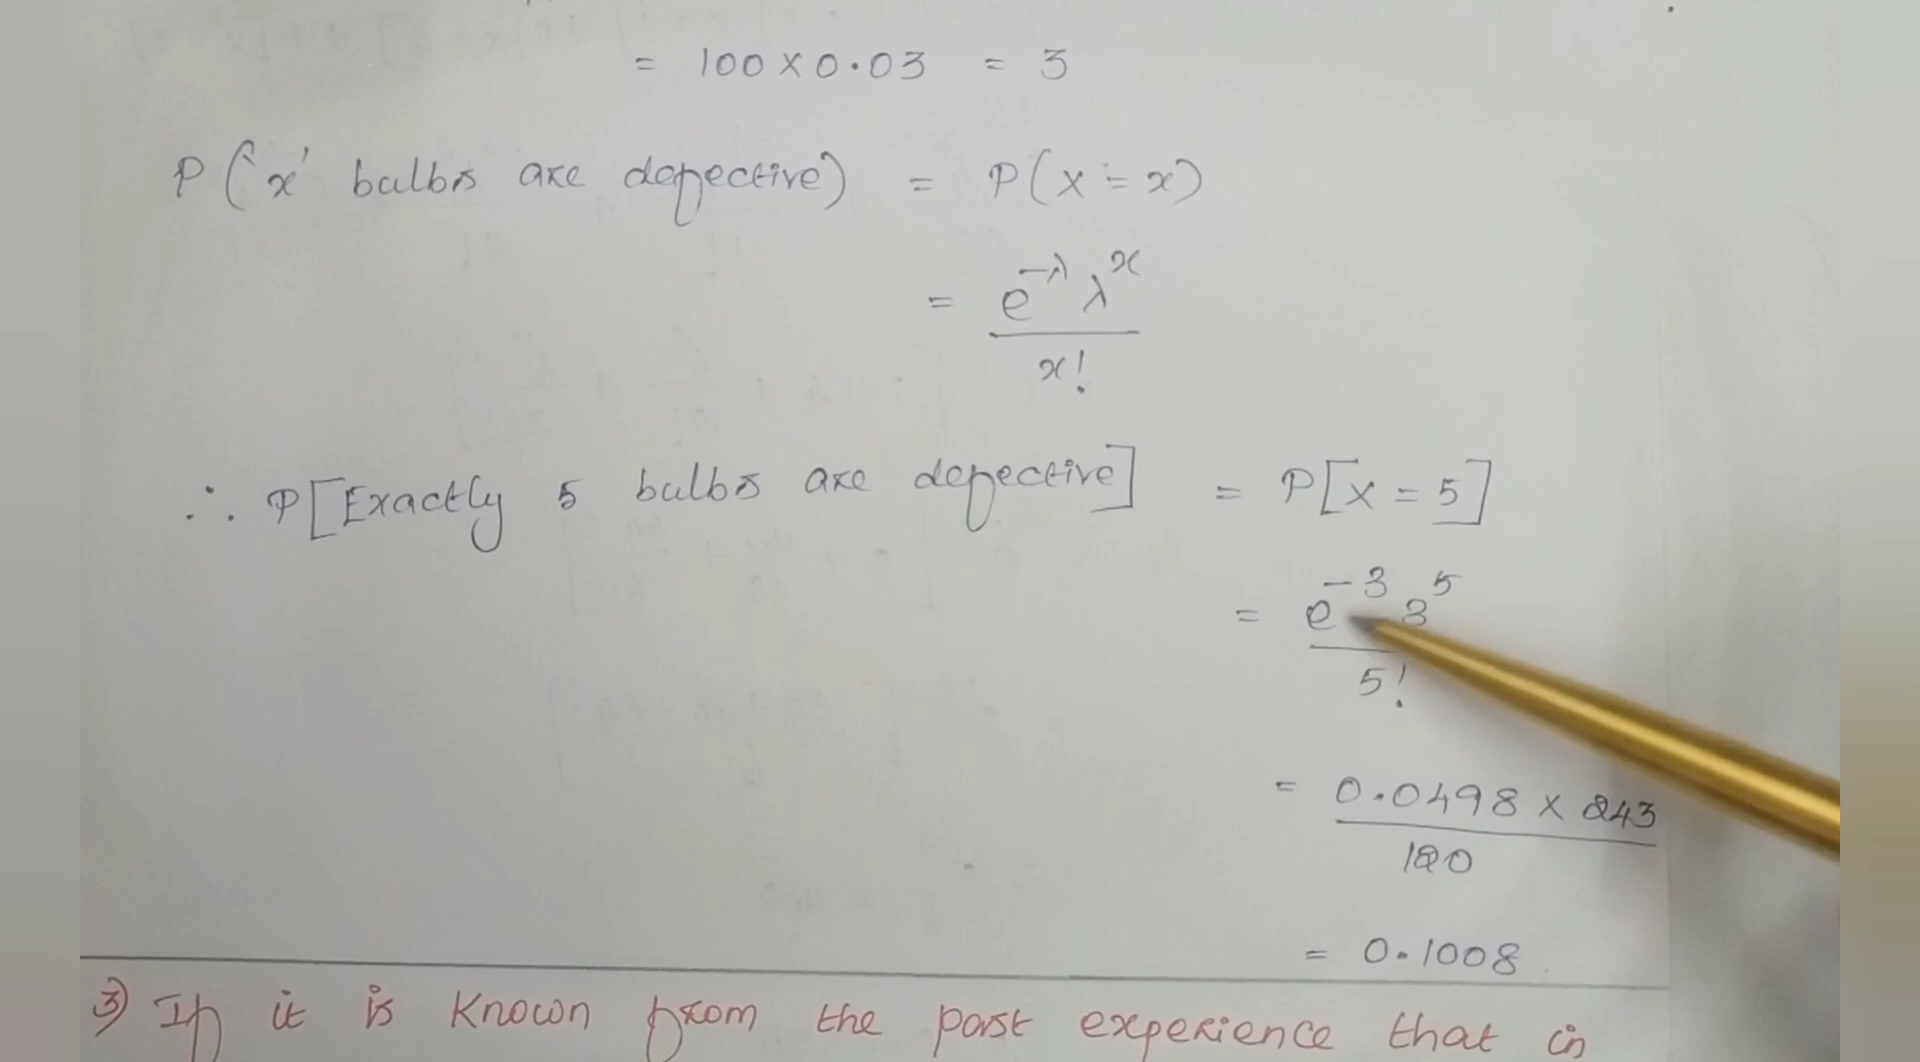 = 100 × 0.03 = 3
P('x' bulbs are defective) = P(X = x)
= e^-λ λ^x
x!
∴ P[Exactly 5 bulbs are defective] = P[X = 5]
= e^-3 3^5
5!
= 0.0498 × 243
120
= 0.1008
3) If it is known from the past experience that in